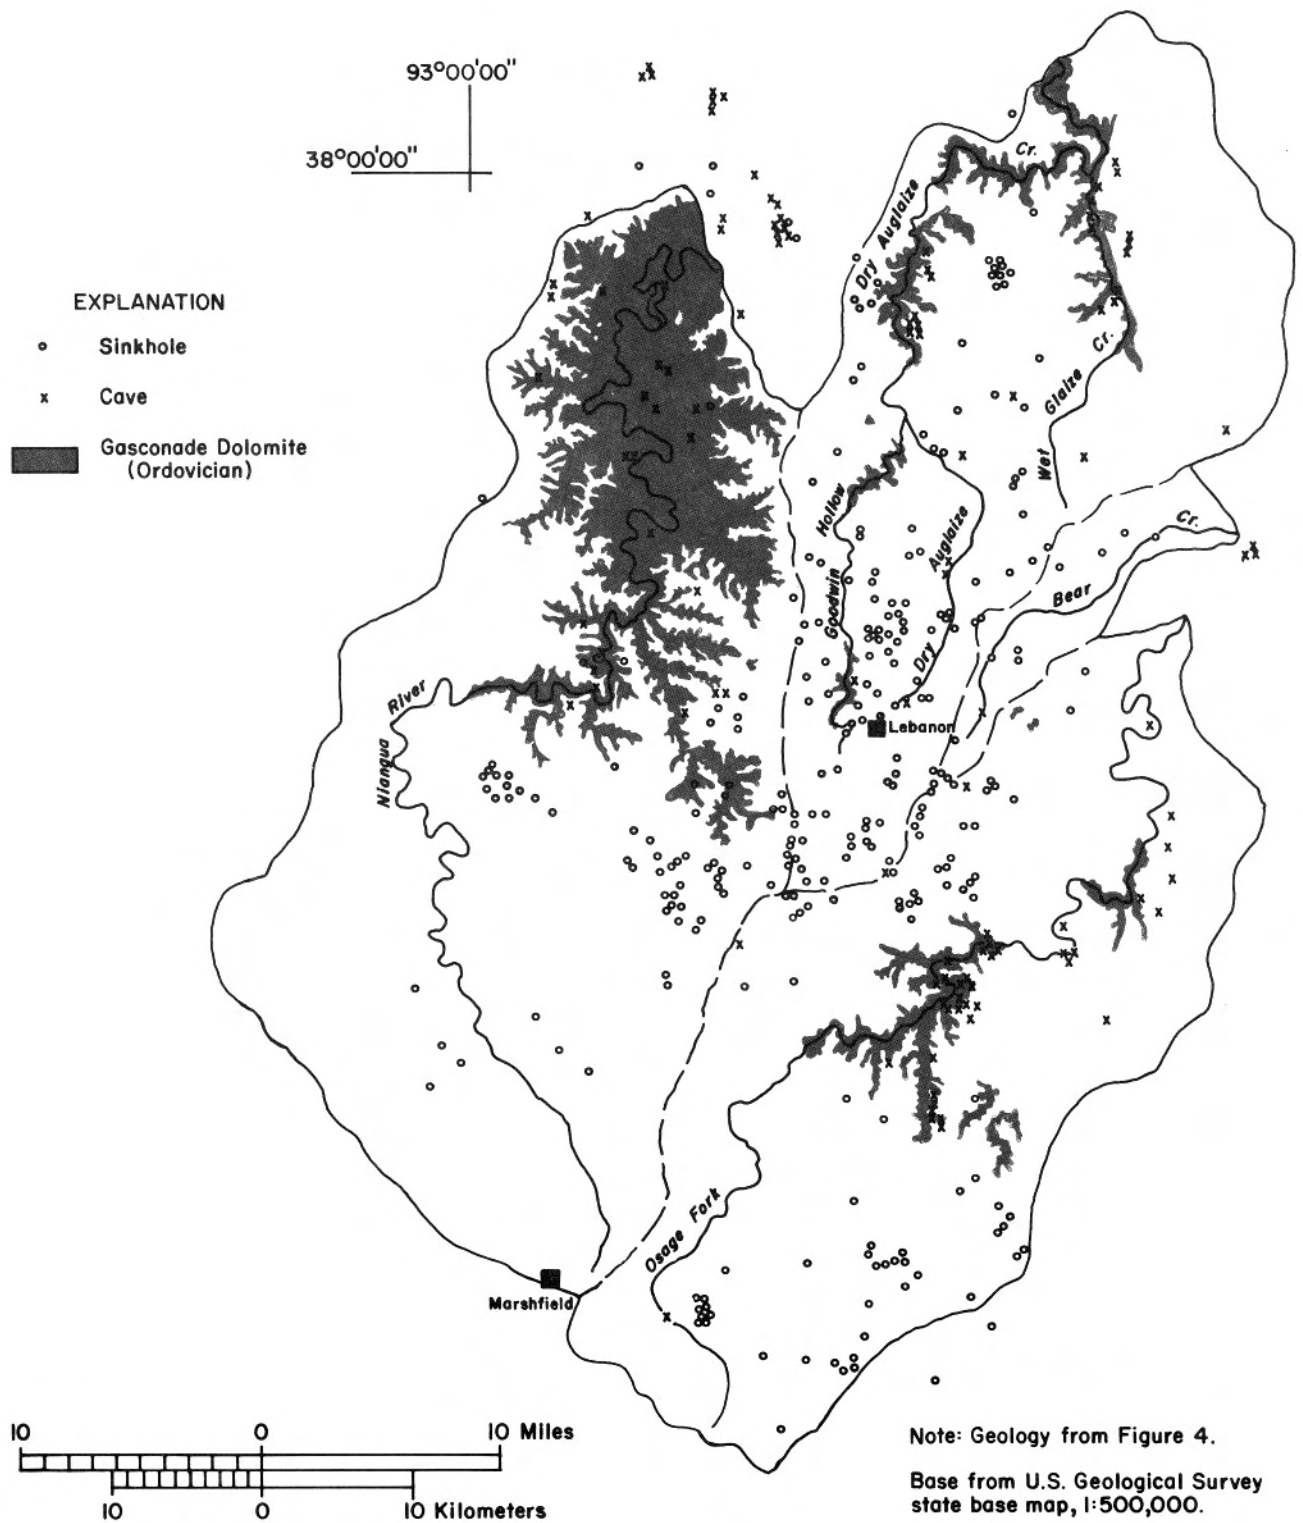 93°00'00"
38°00'00"
EXPLANATION
Sinkhole
Cave
Gasconade Dolomite
(Ordovician)
Cr.
Dry Auglaize
Cr.
Glaize
Wet
Hollow
Goodwin
Auglaize
Dry
Cr.
Bear
Lebanon
River
Niangua
Osage Fork
Marshfield
10 0 10 Miles
10 0 10 Kilometers
Note: Geology from Figure 4.
Base from U.S. Geological Survey
state base map, 1:500,000.